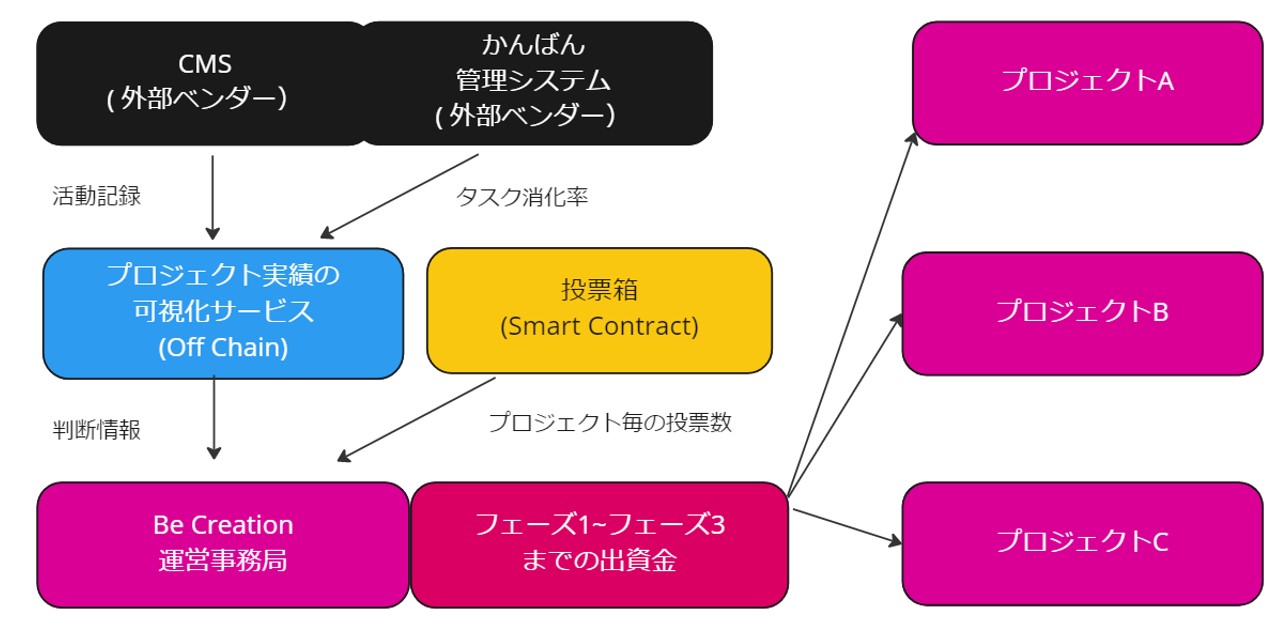 CMS
( 外部ベンダー）
かんばん
管理システム
( 外部ベンダー）
プロジェクトA
活動記録
タスク消化率
プロジェクト実績の
可視化サービス
(Off Chain)
投票箱
(Smart Contract)
プロジェクトB
判断情報
プロジェクト毎の投票数
Be Creation
運営事務局
フェーズ1~フェーズ3
までの出資金
プロジェクトC